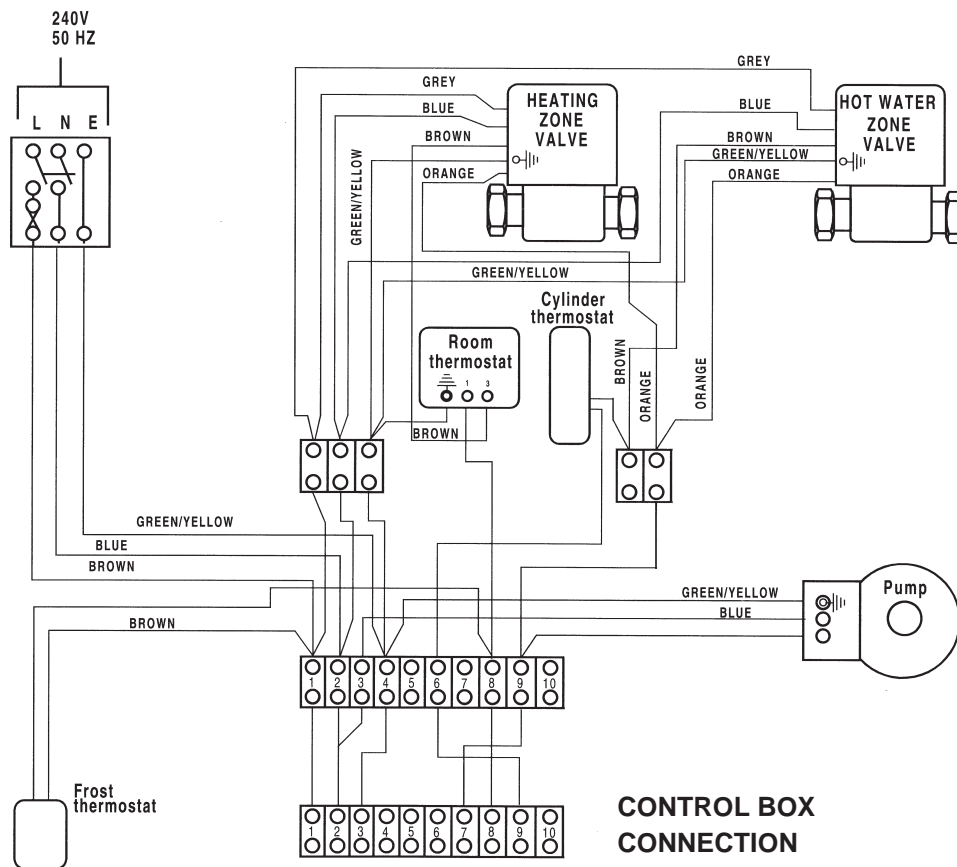 240V
50 HZ
L N E
GREY
BLUE
BROWN
ORANGE
GREEN/YELLOW
HEATING
ZONE
VALVE
GREY
BLUE
BROWN
GREEN/YELLOW
ORANGE
HOT WATER
ZONE
VALVE
GREEN/YELLOW
Cylinder
thermostat
Room
thermostat
1 3
BROWN
BROWN
ORANGE
ORANGE
GREEN/YELLOW
BLUE
BROWN
BROWN
GREEN/YELLOW
BLUE
Pump
1 2 3 4 5 6 7 8 9 10
Frost
thermostat
1 2 3 4 5 6 7 8 9 10
CONTROL BOX
CONNECTION